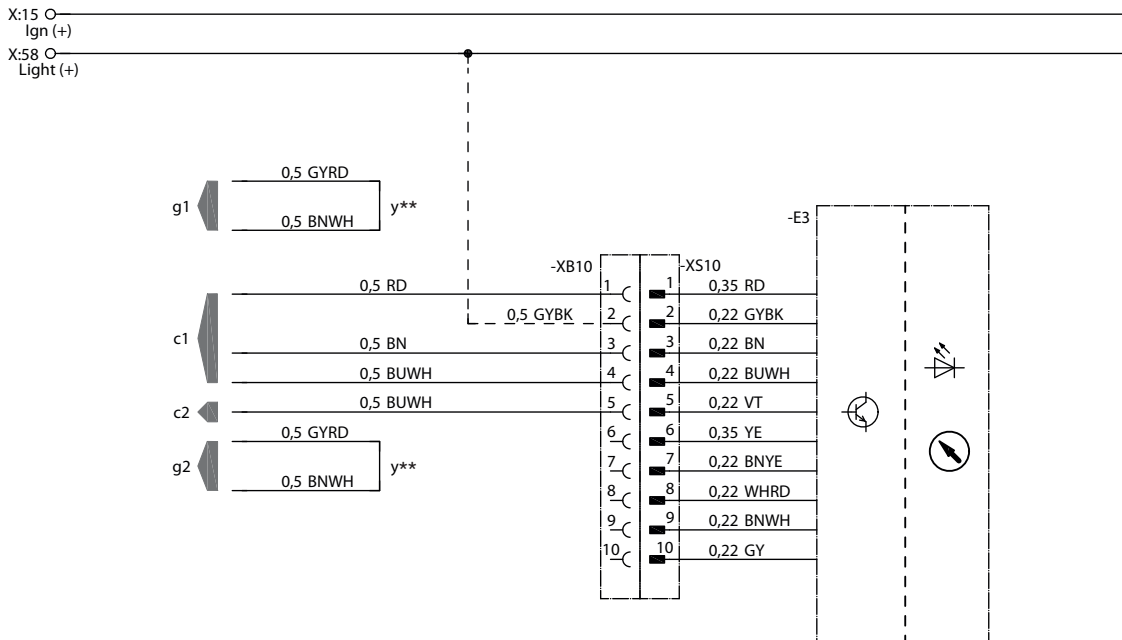 X:15
Ign (+)
X:58
Light (+)
0,5 GYRD
g1
y**
0,5 BNWH
-E3
-XB10
-XS10
0,5 RD
1
1
0,35 RD
0,5 GYBK
2
2
0,22 GYBK
c1
0,5 BN
3
3
0,22 BN
0,5 BUWH
4
4
0,22 BUWH
c2
0,5 BUWH
5
5
0,22 VT
0,5 GYRD
6
6
0,35 YE
g2
y**
7
7
0,22 BNYE
0,5 BNWH
8
8
0,22 WHRD
9
9
0,22 BNWH
10
10
0,22 GY